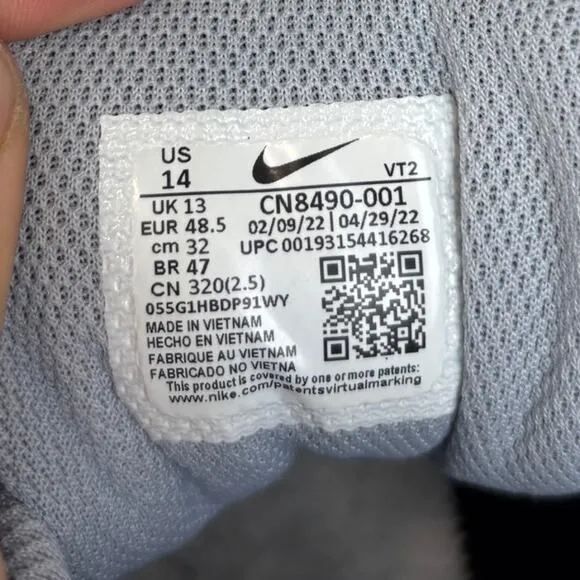 US
14
VT2
UK 13
CN8490-001
EUR 48.5
02/09/22 | 04/29/22
cm 32
UPC 00193154416268
BR 47
CN 320(2.5)
055G1HBDP91WY
MADE IN VIETNAM
HECHO EN VIETNAM
FABRIQUE AU VIETNAM
FABRICADO NO VIETNA
This product is covered by one or more patents:
www.nike.com/patentsvirtualmarking